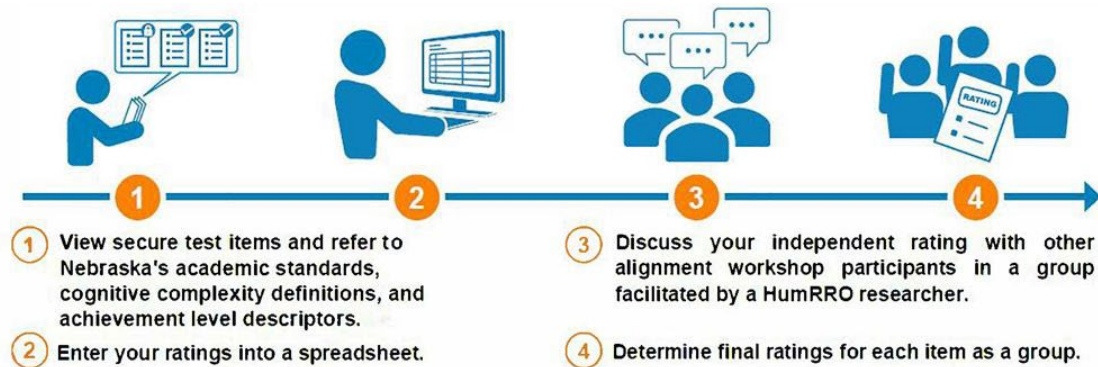 RATING
1
2
3
4
1 View secure test items and refer to
Nebraska's academic standards,
cognitive complexity definitions, and
achievement level descriptors.
2 Enter your ratings into a spreadsheet.
3 Discuss your independent rating with other
alignment workshop participants in a group
facilitated by a HumRRO researcher.
4 Determine final ratings for each item as a group.